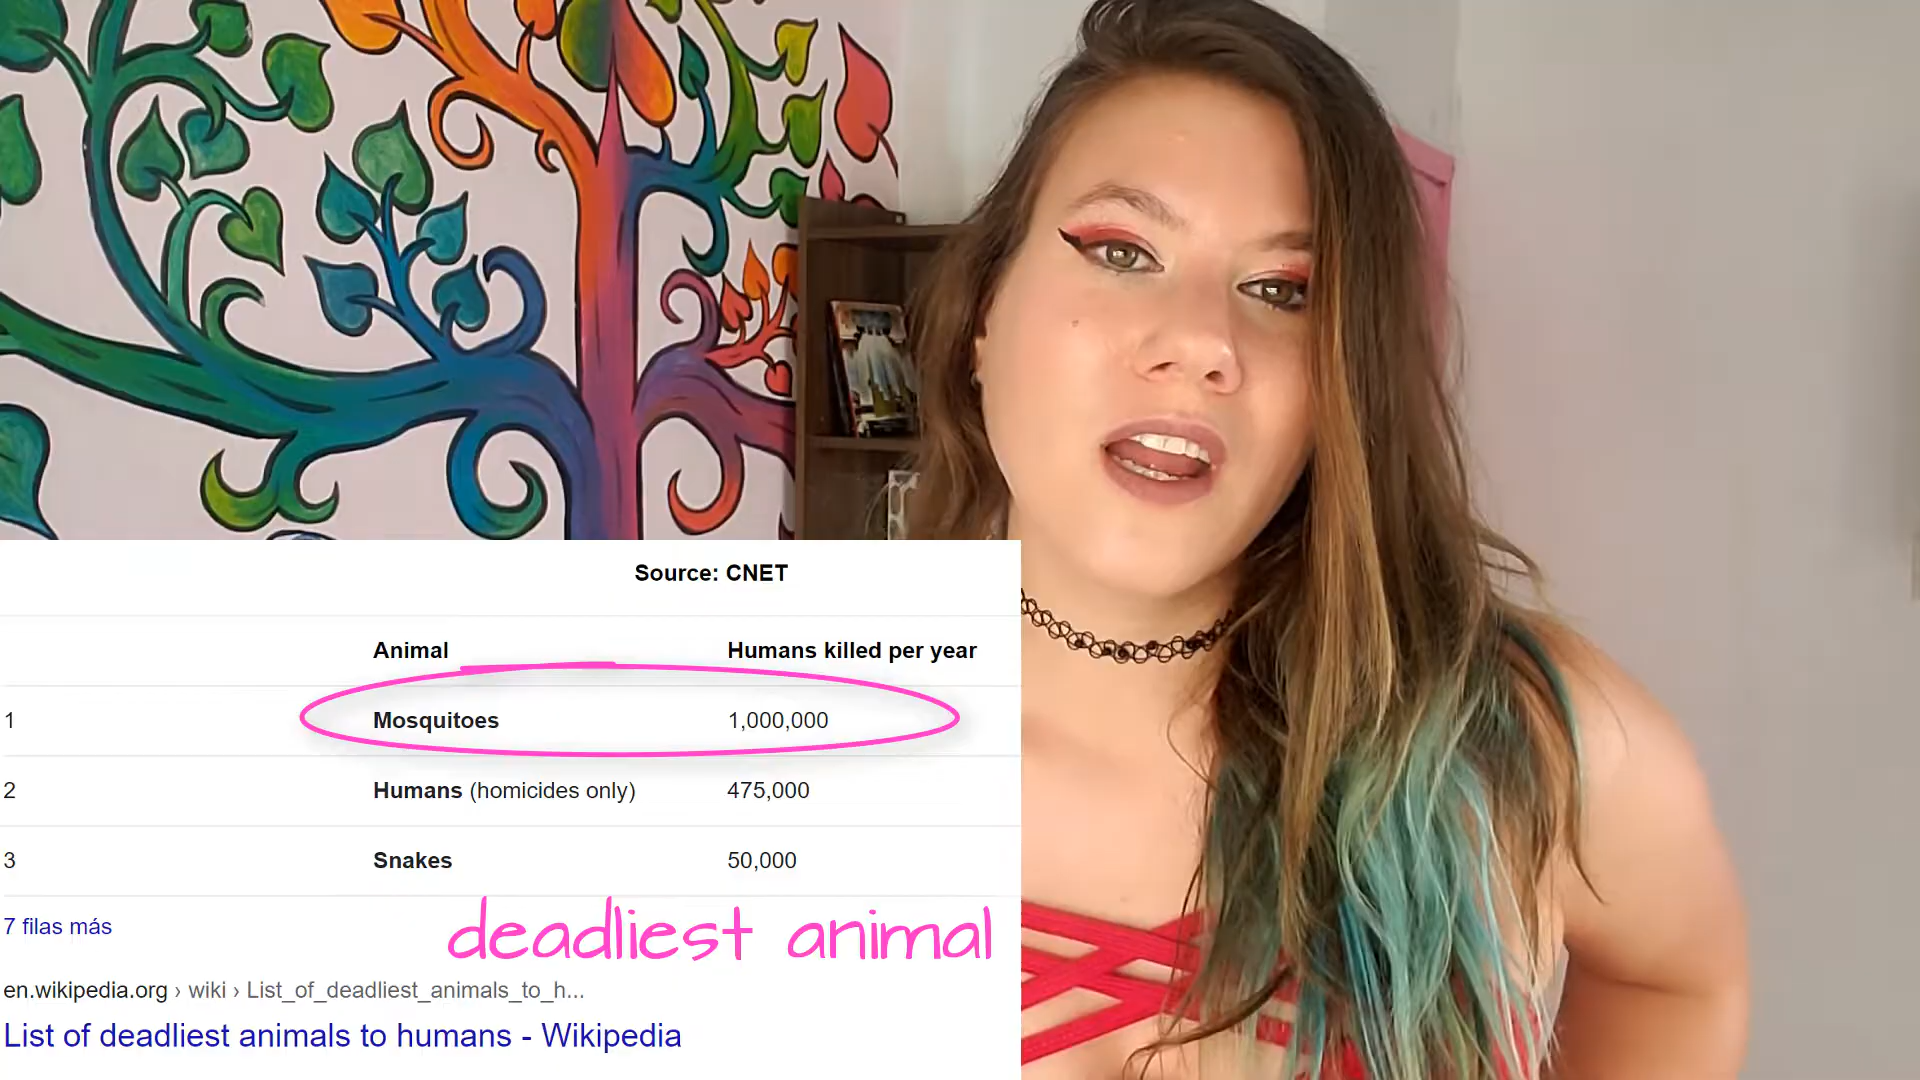 Source: CNET
Animal Humans killed per year
1 Mosquitoes 1,000,000
2 Humans (homicides only) 475,000
3 Snakes 50,000
7 filas más
deadliest animal
en.wikipedia.org › wiki › List_of_deadliest_animals_to_h...
List of deadliest animals to humans - Wikipedia